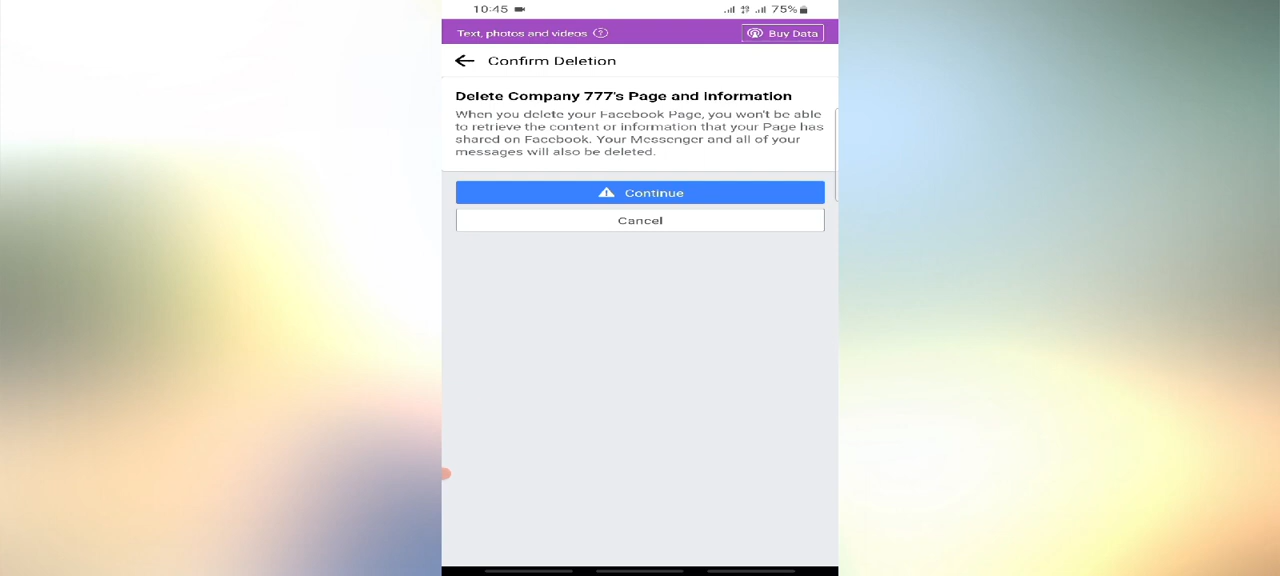 10:45 75%
Text, photos and videos ? Buy Data
Confirm Deletion
Delete Company 777's Page and Information
When you delete your Facebook Page, you won't be able
to retrieve the content or information that your Page has
shared on Facebook. Your Messenger and all of your
messages will also be deleted.
Continue
Cancel